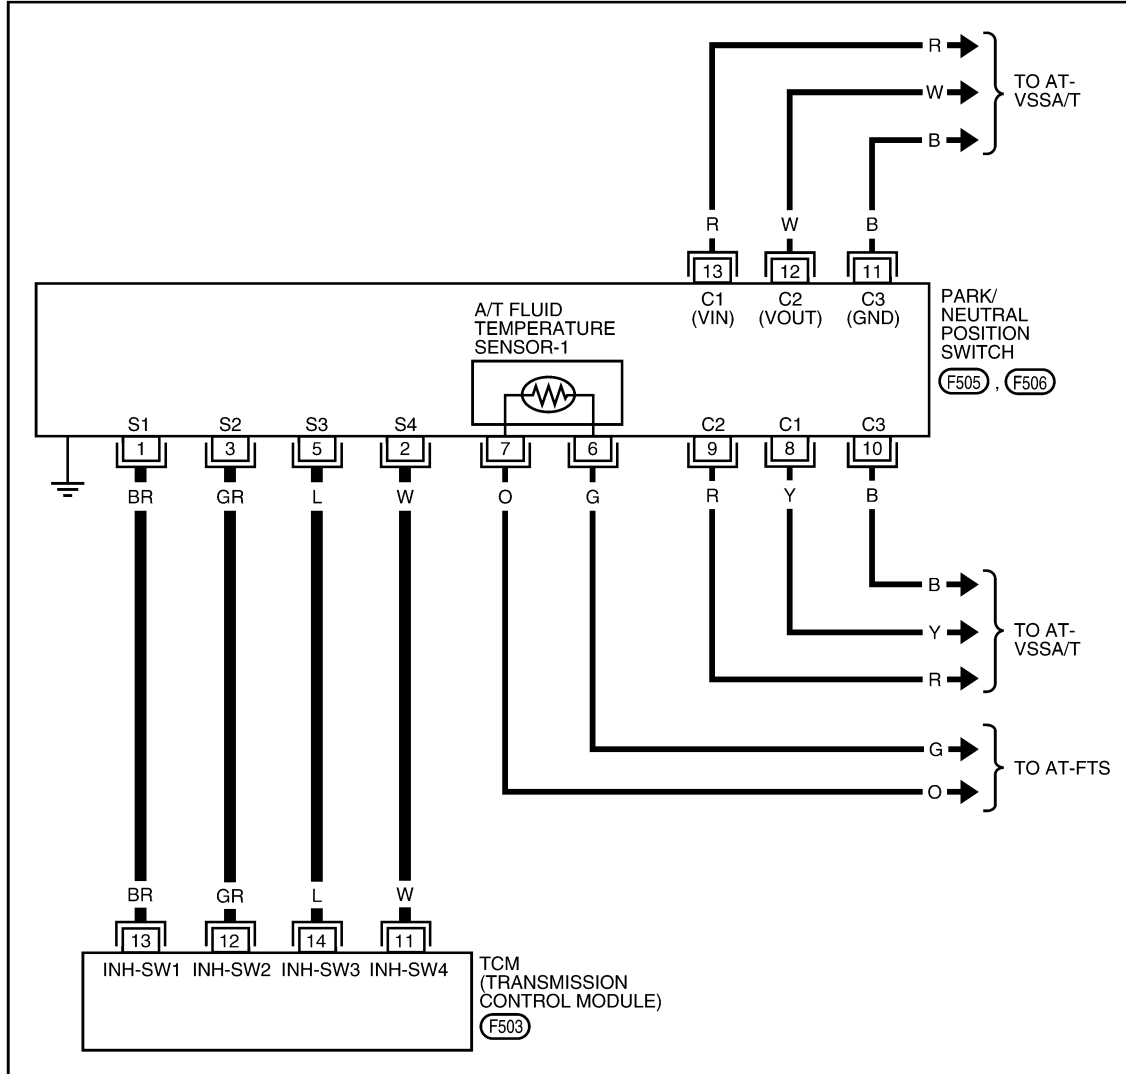 R
TO AT-
VSSA/T
W
B
R W B
13 12 11
C1 C2 C3
(VIN) (VOUT) (GND)
PARK/
NEUTRAL
POSITION
SWITCH
F505 , F506
A/T FLUID
TEMPERATURE
SENSOR-1
S1 S2 S3 S4 C2 C1 C3
1 3 5 2 7 6 9 8 10
BR GR L W O G R Y B
B
Y
R
TO AT-
VSSA/T
G
O
TO AT-FTS
BR GR L W
13 12 14 11
INH-SW1 INH-SW2 INH-SW3 INH-SW4
TCM
(TRANSMISSION
CONTROL MODULE)
F503